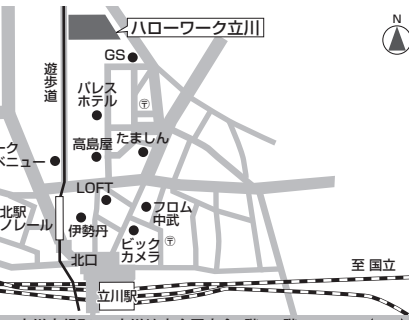 ハローワーク立川
N
GS
遊歩道
パレス
ホテル
〒
高島屋
たましん
ーク
ベニュー
LOFT
フロム
中武
北駅
ノレール
伊勢丹
ビック
カメラ
〒
北口
至 国立
立川駅